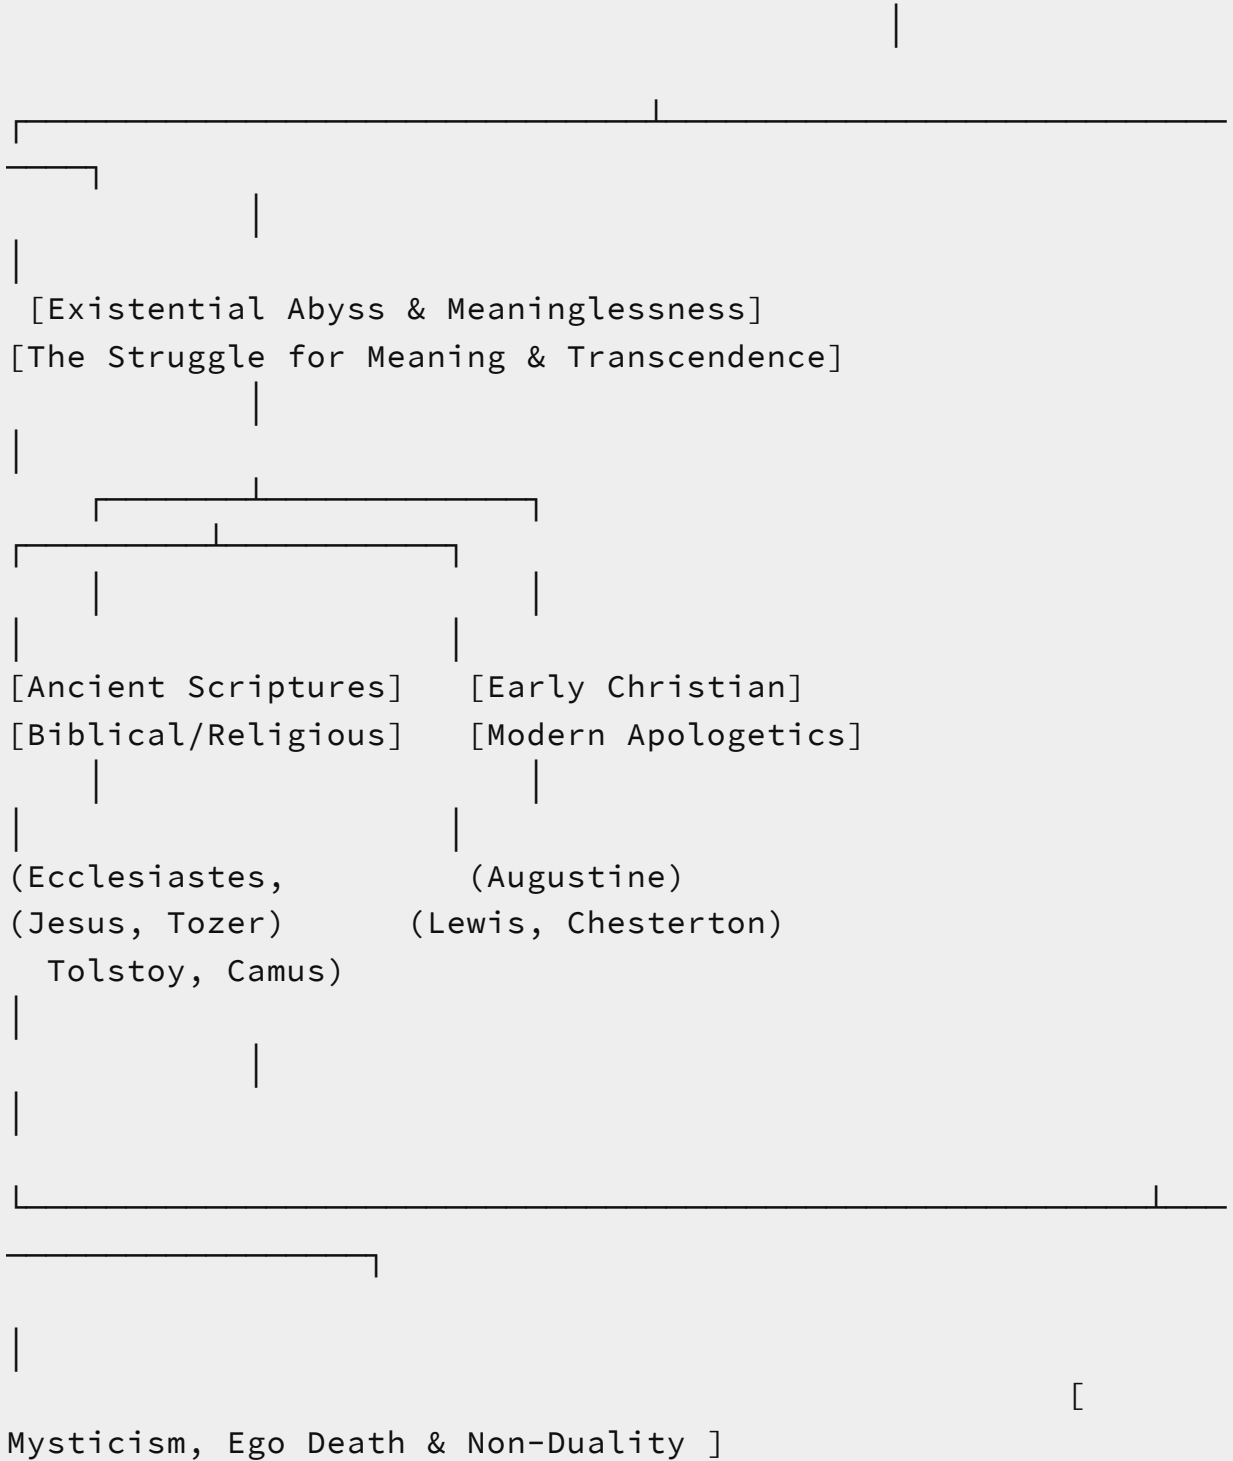 [Existential Abyss & Meaninglessness]
[The Struggle for Meaning & Transcendence]
[Ancient Scriptures] [Early Christian]
[Biblical/Religious] [Modern Apologetics]
(Ecclesiastes, (Augustine)
(Jesus, Tozer) (Lewis, Chesterton)
Tolstoy, Camus)
[
Mysticism, Ego Death & Non-Duality ]